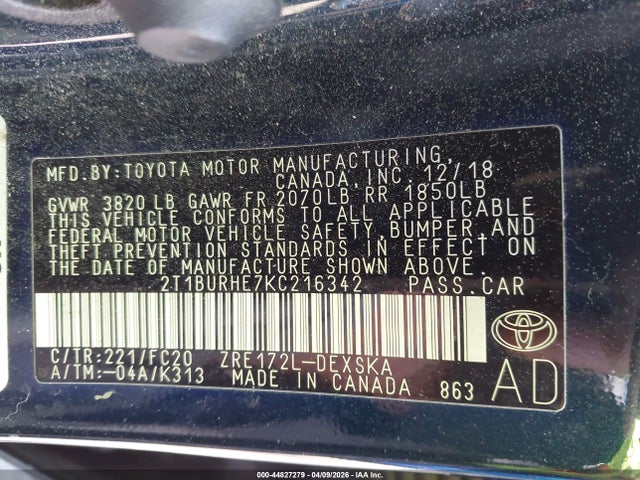 MFD.BY:TOYOTA MOTOR MANUFACTURING,
CANADA, INC. 12/18
GVWR 3820 LB GAWR FR 2070LB RR 1850LB
THIS VEHICLE CONFORMS TO ALL APPLICABLE
FEDERAL MOTOR VEHICLE SAFETY, BUMPER, AND
THEFT PREVENTION STANDARDS IN EFFECT ON
THE DATE OF MANUFACTURE SHOWN ABOVE.
2T1BURHE7KC216342 PASS.CAR
C/TR:221/FC20 ZRE172L-DEXSKA
A/TM:-04A/K313 MADE IN CANADA 863
AD
000-44827279 | 04/09/2026 | IAA Inc.